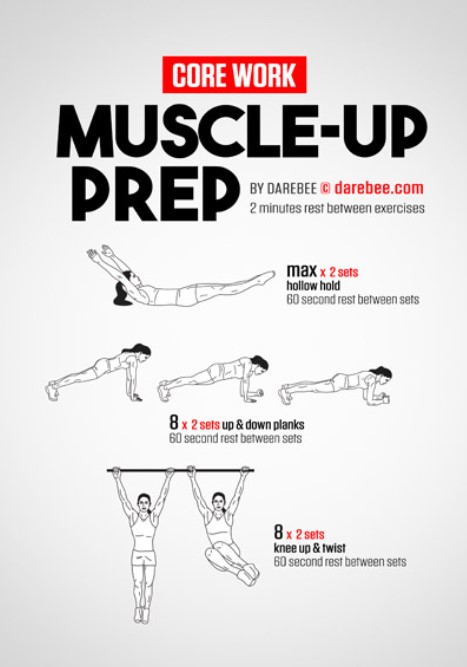 CORE WORK
MUSCLE-UP
PREP
BY DAREBEE © darebee.com
2 minutes rest between exercises
max x 2 sets
hollow hold
60 second rest between sets
8 x 2 sets up & down planks
60 second rest between sets
8 x 2 sets
knee up & twist
60 second rest between sets